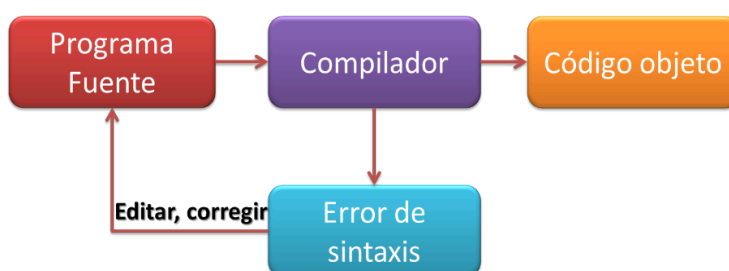 Programa
Fuente
Compilador
Código objeto
Editar, corregir
Error de
sintaxis